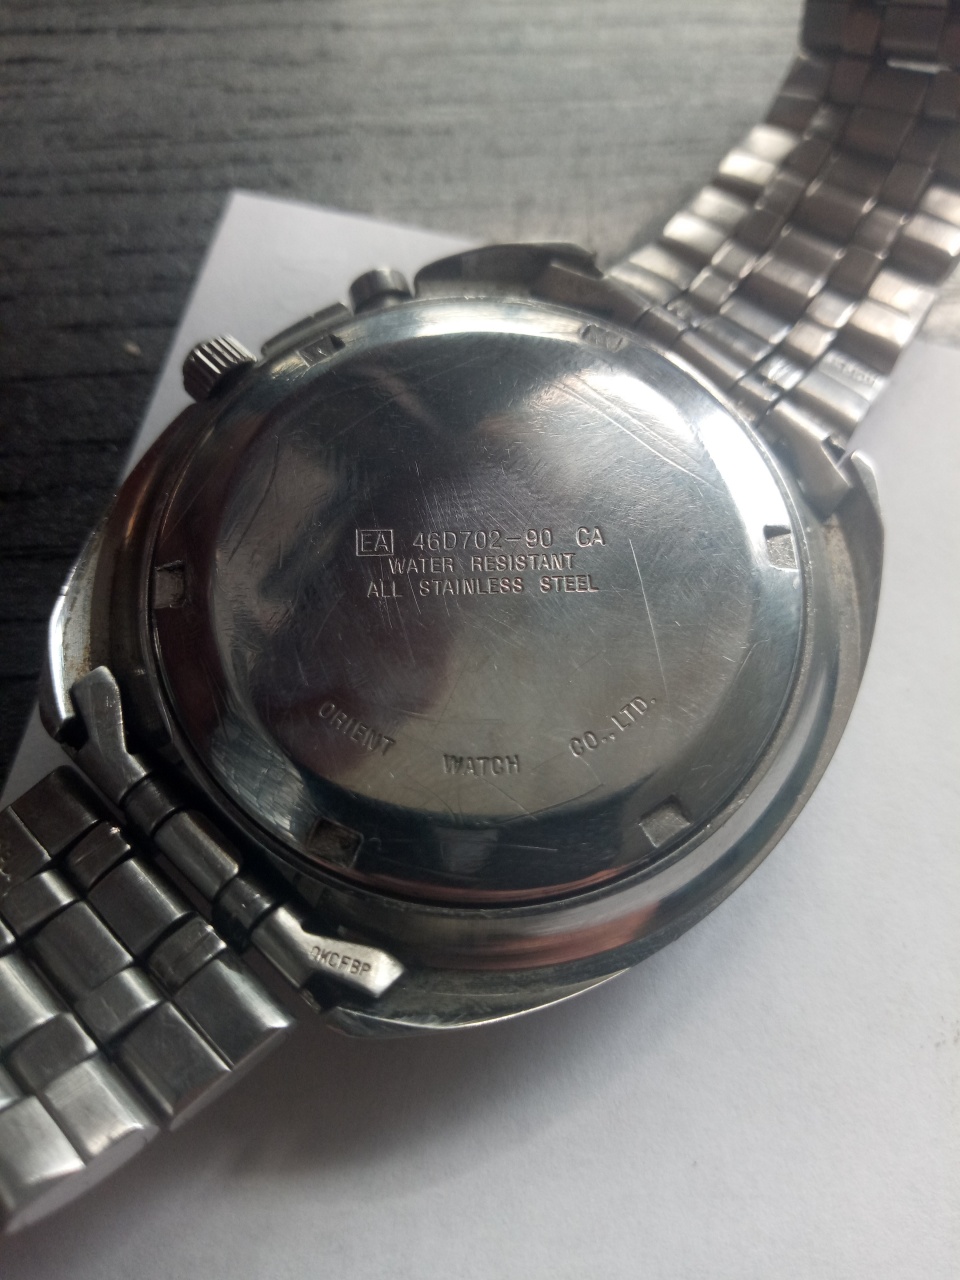 EA 46D702-90 CA
WATER RESISTANT
ALL STAINLESS STEEL
ORIENT WATCH CO.,LTD.